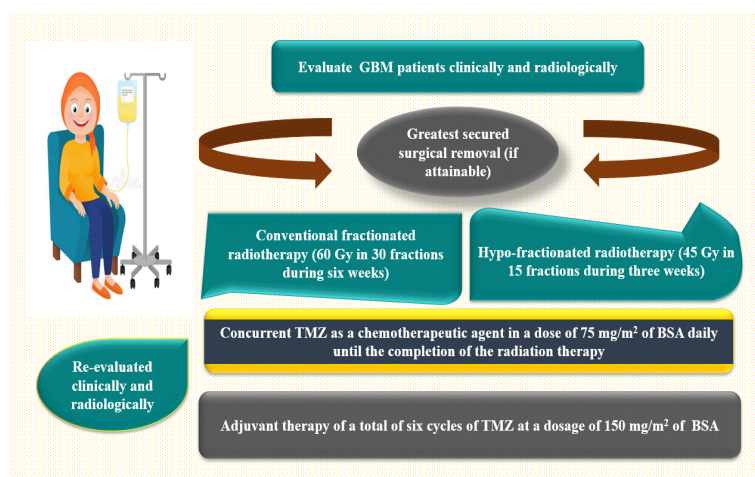 Evaluate GBM patients clinically and radiologically
Greatest secured
surgical removal (if
attainable)
Conventional fractionated
radiotherapy (60 Gy in 30 fractions
during six weeks)
Hypo-fractionated radiotherapy (45 Gy in
15 fractions during three weeks)
Concurrent TMZ as a chemotherapeutic agent in a dose of 75 mg/m² of BSA daily
until the completion of the radiation therapy
Re-evaluated
clinically and
radiologically
Adjuvant therapy of a total of six cycles of TMZ at a dosage of 150 mg/m² of BSA